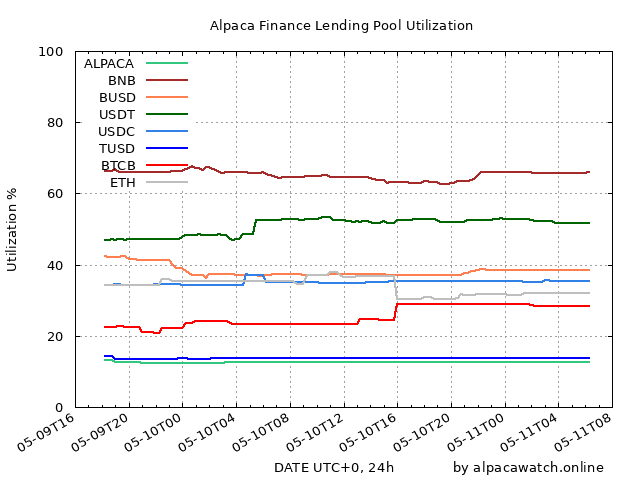 Alpaca Finance Lending Pool Utilization
Utilization %
100
80
60
40
20
0
ALPACA
BNB
BUSD
USDT
USDC
TUSD
BTCB
ETH
05-09T16
05-09T20
05-10T00
05-10T04
05-10T08
05-10T12
05-10T16
05-10T20
05-11T00
05-11T04
05-11T08
DATE UTC+0, 24h
by alpacawatch.online